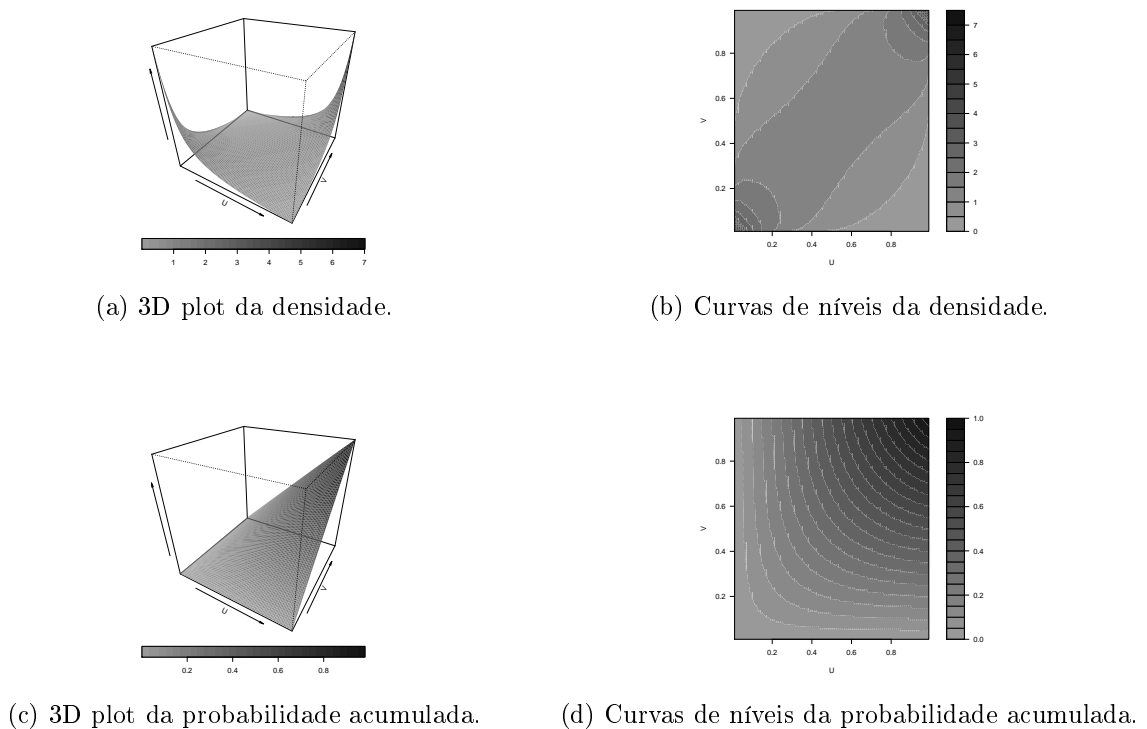 U
V
1 2 3 4 5 6 7
(a) 3D plot da densidade.
0.8
0.6
0.4
0.2
V
0.2 0.4 0.6 0.8
U
7
6
5
4
3
2
1
0
(b) Curvas de níveis da densidade.
U
V
0.2 0.4 0.6 0.8
(c) 3D plot da probabilidade acumulada.
0.8
0.6
0.4
0.2
V
0.2 0.4 0.6 0.8
U
1.0
0.8
0.6
0.4
0.2
0.0
(d) Curvas de níveis da probabilidade acumulada.